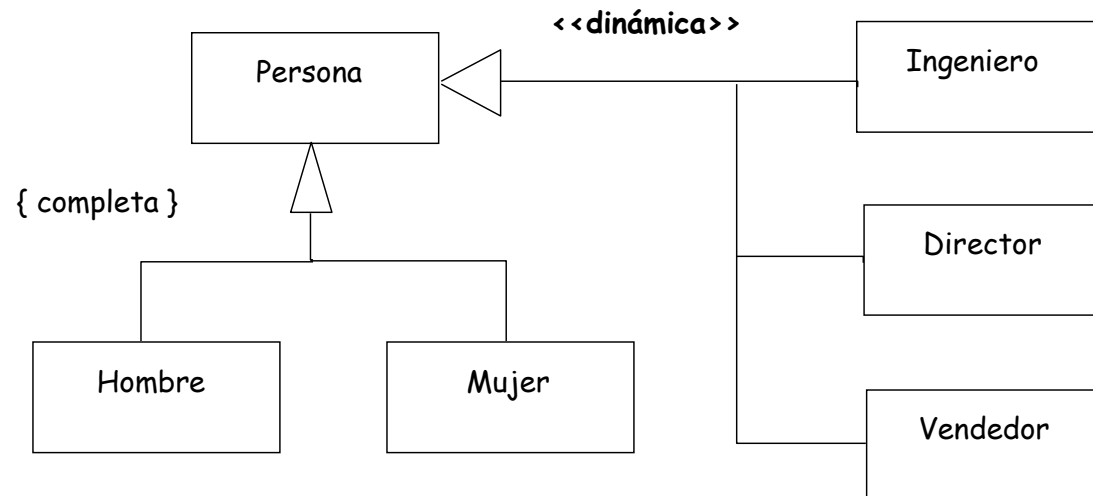 <<dinámica>>
Persona
Ingeniero
{ completa }
Director
Hombre
Mujer
Vendedor